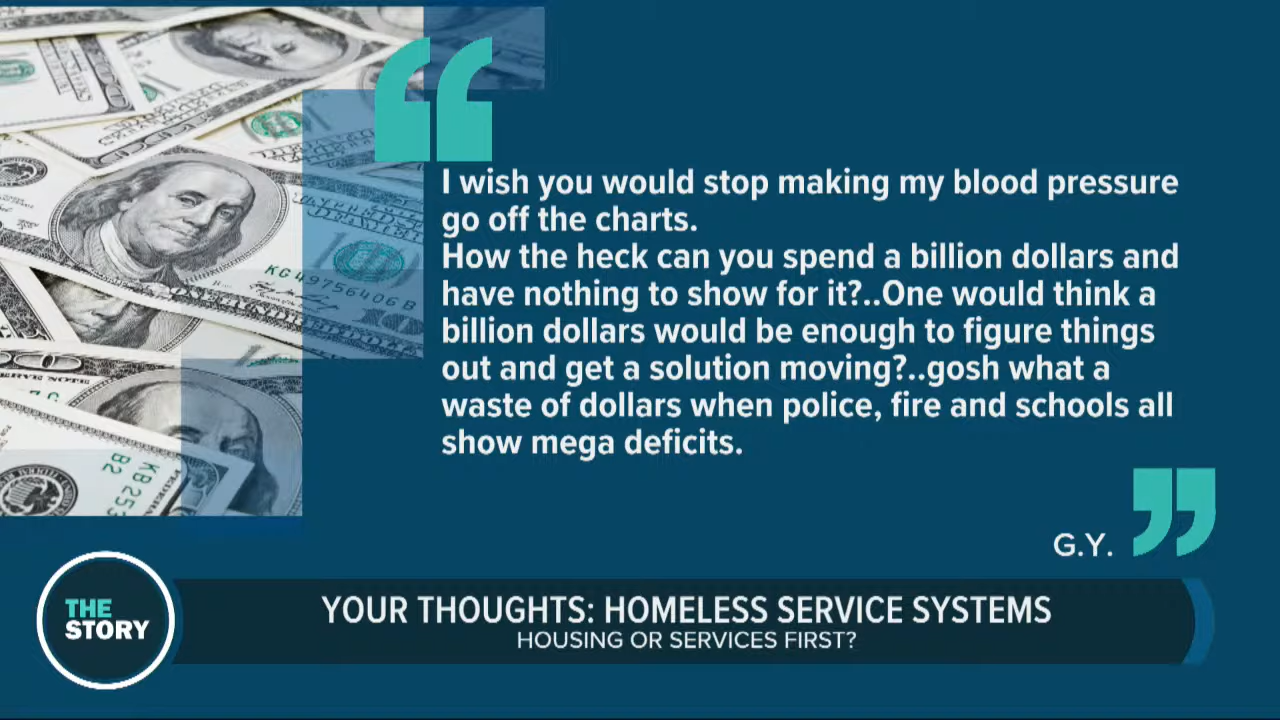 I wish you would stop making my blood pressure
go off the charts.
How the heck can you spend a billion dollars and
have nothing to show for it?..One would think a
billion dollars would be enough to figure things
out and get a solution moving?..gosh what a
waste of dollars when police, fire and schools all
show mega deficits.
G.Y.
KG49756406B
KB253
B2
THE
STORY
YOUR THOUGHTS: HOMELESS SERVICE SYSTEMS
HOUSING OR SERVICES FIRST?